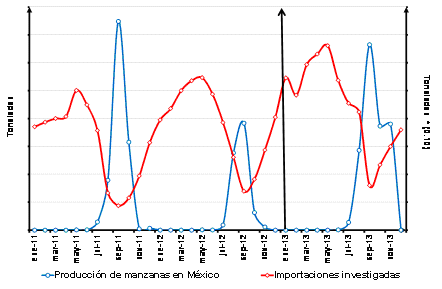 Toneladas
Toneladas * (0.10)
ene-11
mar-11
may-11
jul-11
sep-11
nov-11
ene-12
mar-12
may-12
jul-12
sep-12
nov-12
ene-13
mar-13
may-13
jul-13
sep-13
nov-13
Producción de manzanas en México
Importaciones investigadas